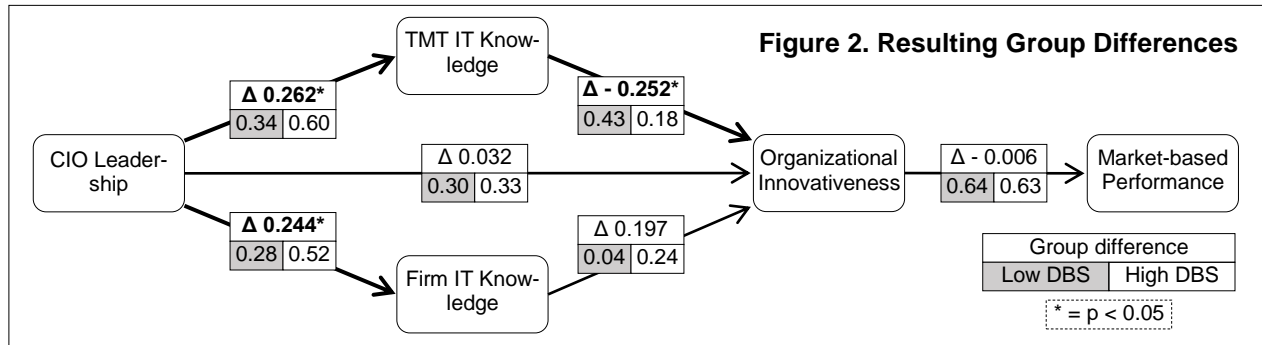 Figure 2. Resulting Group Differences
TMT IT Know-
ledge
Δ 0.262*
0.34 0.60
Δ - 0.252*
0.43 0.18
CIO Leader-
ship
Δ 0.032
0.30 0.33
Organizational
Innovativeness
Δ - 0.006
0.64 0.63
Market-based
Performance
Δ 0.244*
0.28 0.52
Δ 0.197
0.04 0.24
Firm IT Know-
ledge
Group difference
Low DBS High DBS
* = p < 0.05